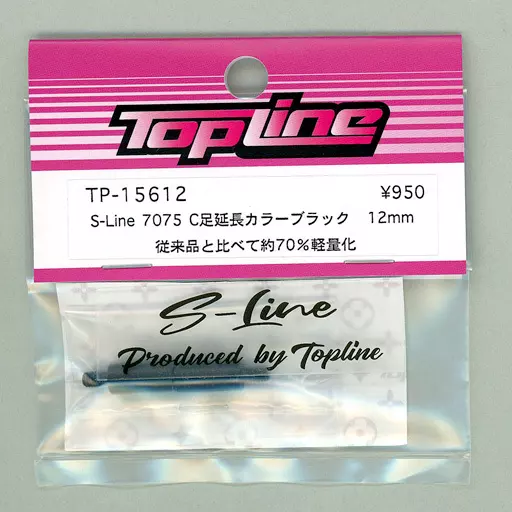 TopLine
TP-15612 ¥950
S-Line 7075 C足延長カラーブラック 12mm
従来品と比べて約70%軽量化
S-Line
Produced by Topline